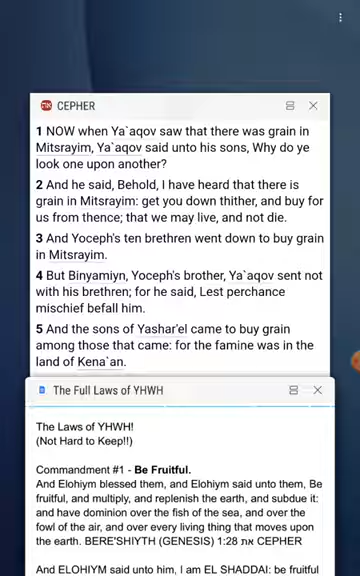 CEPHER
1 NOW when Ya`aqov saw that there was grain in
Mitsrayim, Ya`aqov said unto his sons, Why do ye
look one upon another?
2 And he said, Behold, I have heard that there is
grain in Mitsrayim: get you down thither, and buy for
us from thence; that we may live, and not die.
3 And Yoceph's ten brethren went down to buy grain
in Mitsrayim.
4 But Binyamiyn, Yoceph's brother, Ya`aqov sent not
with his brethren; for he said, Lest perchance
mischief befall him.
5 And the sons of Yashar'el came to buy grain
among those that came: for the famine was in the
land of Kena`an.
The Full Laws of YHWH
The Laws of YHWH!
(Not Hard to Keep!!)
Commandment #1 - Be Fruitful.
And Elohiym blessed them, and Elohiym said unto them, Be
fruitful, and multiply, and replenish the earth, and subdue it:
and have dominion over the fish of the sea, and over the
fowl of the air, and over every living thing that moves upon
the earth. BERE'SHIYTH (GENESIS) 1:28 את CEPHER
And ELOHIYM said unto him, I am EL SHADDAI: be fruitful